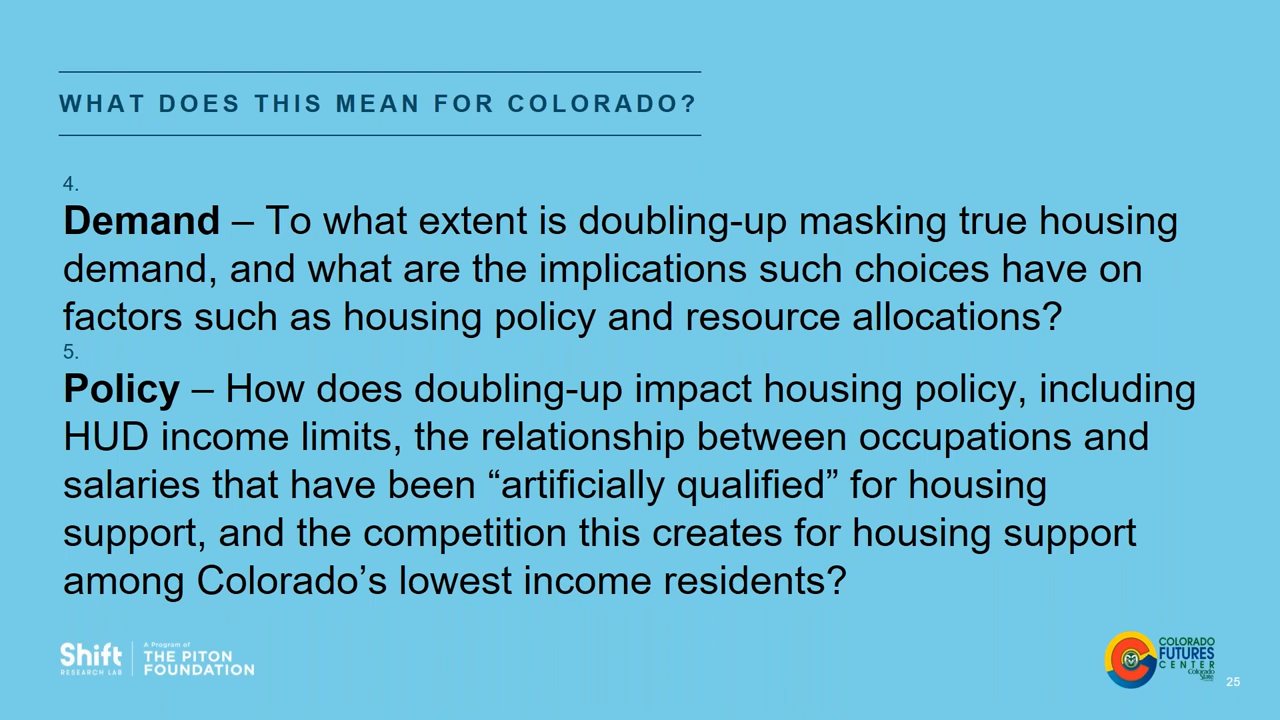 WHAT DOES THIS MEAN FOR COLORADO?
4.
Demand – To what extent is doubling-up masking true housing
demand, and what are the implications such choices have on
factors such as housing policy and resource allocations?
5.
Policy – How does doubling-up impact housing policy, including
HUD income limits, the relationship between occupations and
salaries that have been “artificially qualified” for housing
support, and the competition this creates for housing support
among Colorado’s lowest income residents?
Shift
RESEARCH LAB
A Program of
THE PITON
FOUNDATION
COLORADO
FUTURES
CENTER
Colorado
State
25